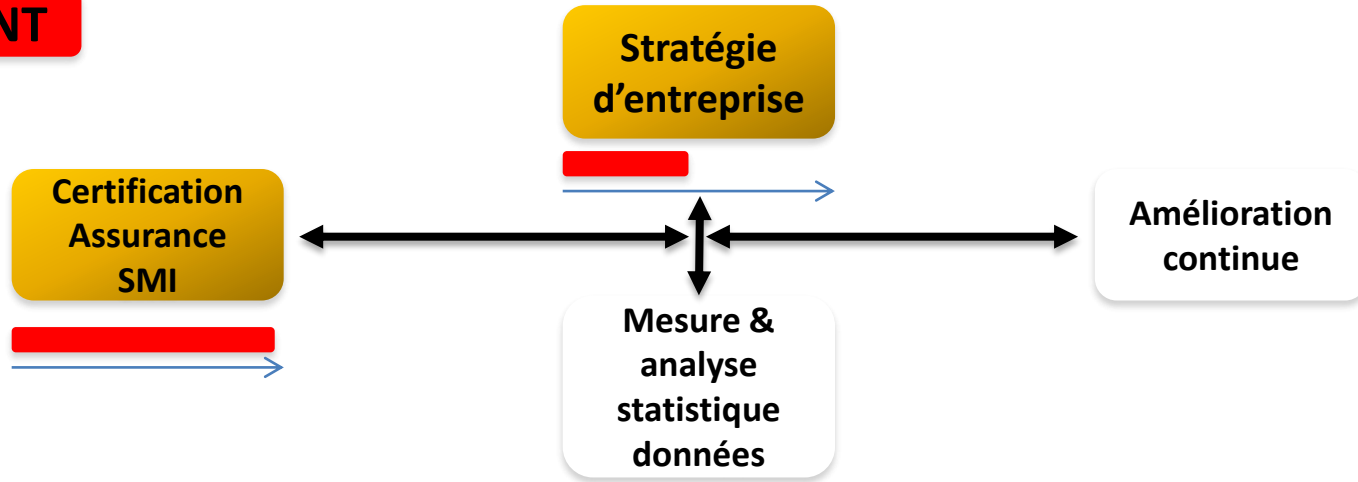 NT
Stratégie
d’entreprise
Certification
Assurance
SMI
Amélioration
continue
Mesure &
analyse
statistique
données